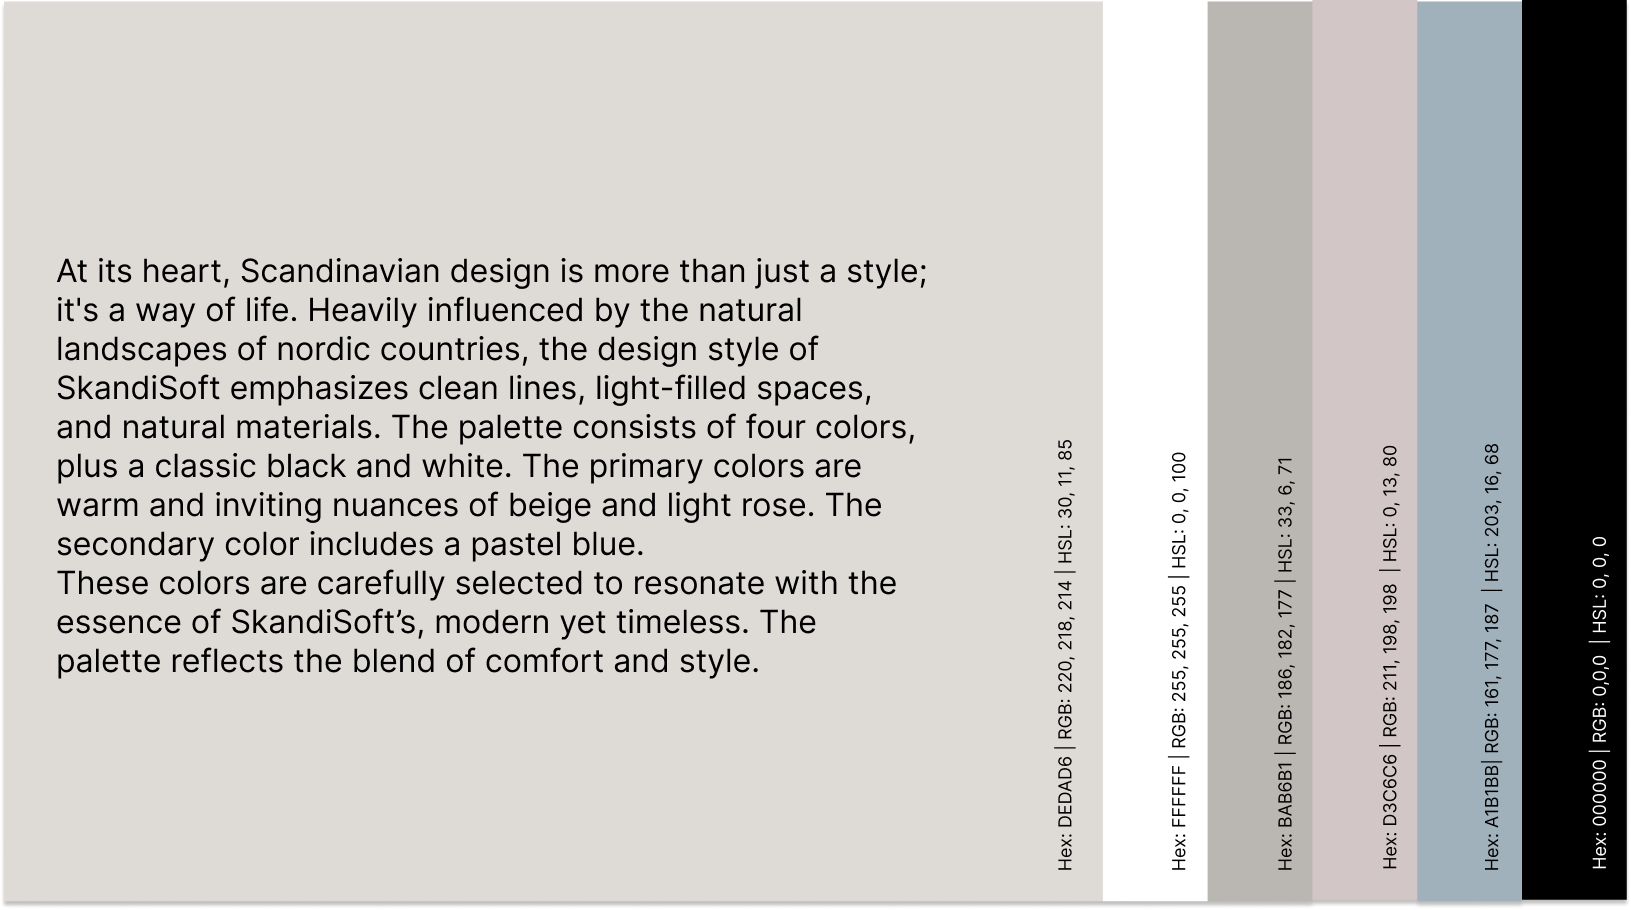 At its heart, Scandinavian design is more than just a style;
it's a way of life. Heavily influenced by the natural
landscapes of nordic countries, the design style of
SkandiSoft emphasizes clean lines, light-filled spaces,
and natural materials. The palette consists of four colors,
plus a classic black and white. The primary colors are
warm and inviting nuances of beige and light rose. The
secondary color includes a pastel blue.
These colors are carefully selected to resonate with the
essence of SkandiSoft’s, modern yet timeless. The
palette reflects the blend of comfort and style.
Hex: DEDAD6 | RGB: 220, 218, 214 | HSL: 30, 11, 85
Hex: FFFFFF | RGB: 255, 255, 255 | HSL: 0, 0, 100
Hex: BAB6B1 | RGB: 186, 182, 177 | HSL: 33, 6, 71
Hex: D3C6C6 | RGB: 211, 198, 198 | HSL: 0, 13, 80
Hex: A1B1BB| RGB: 161, 177, 187 | HSL: 203, 16, 68
Hex: 000000 | RGB: 0,0,0 | HSL: 0, 0, 0